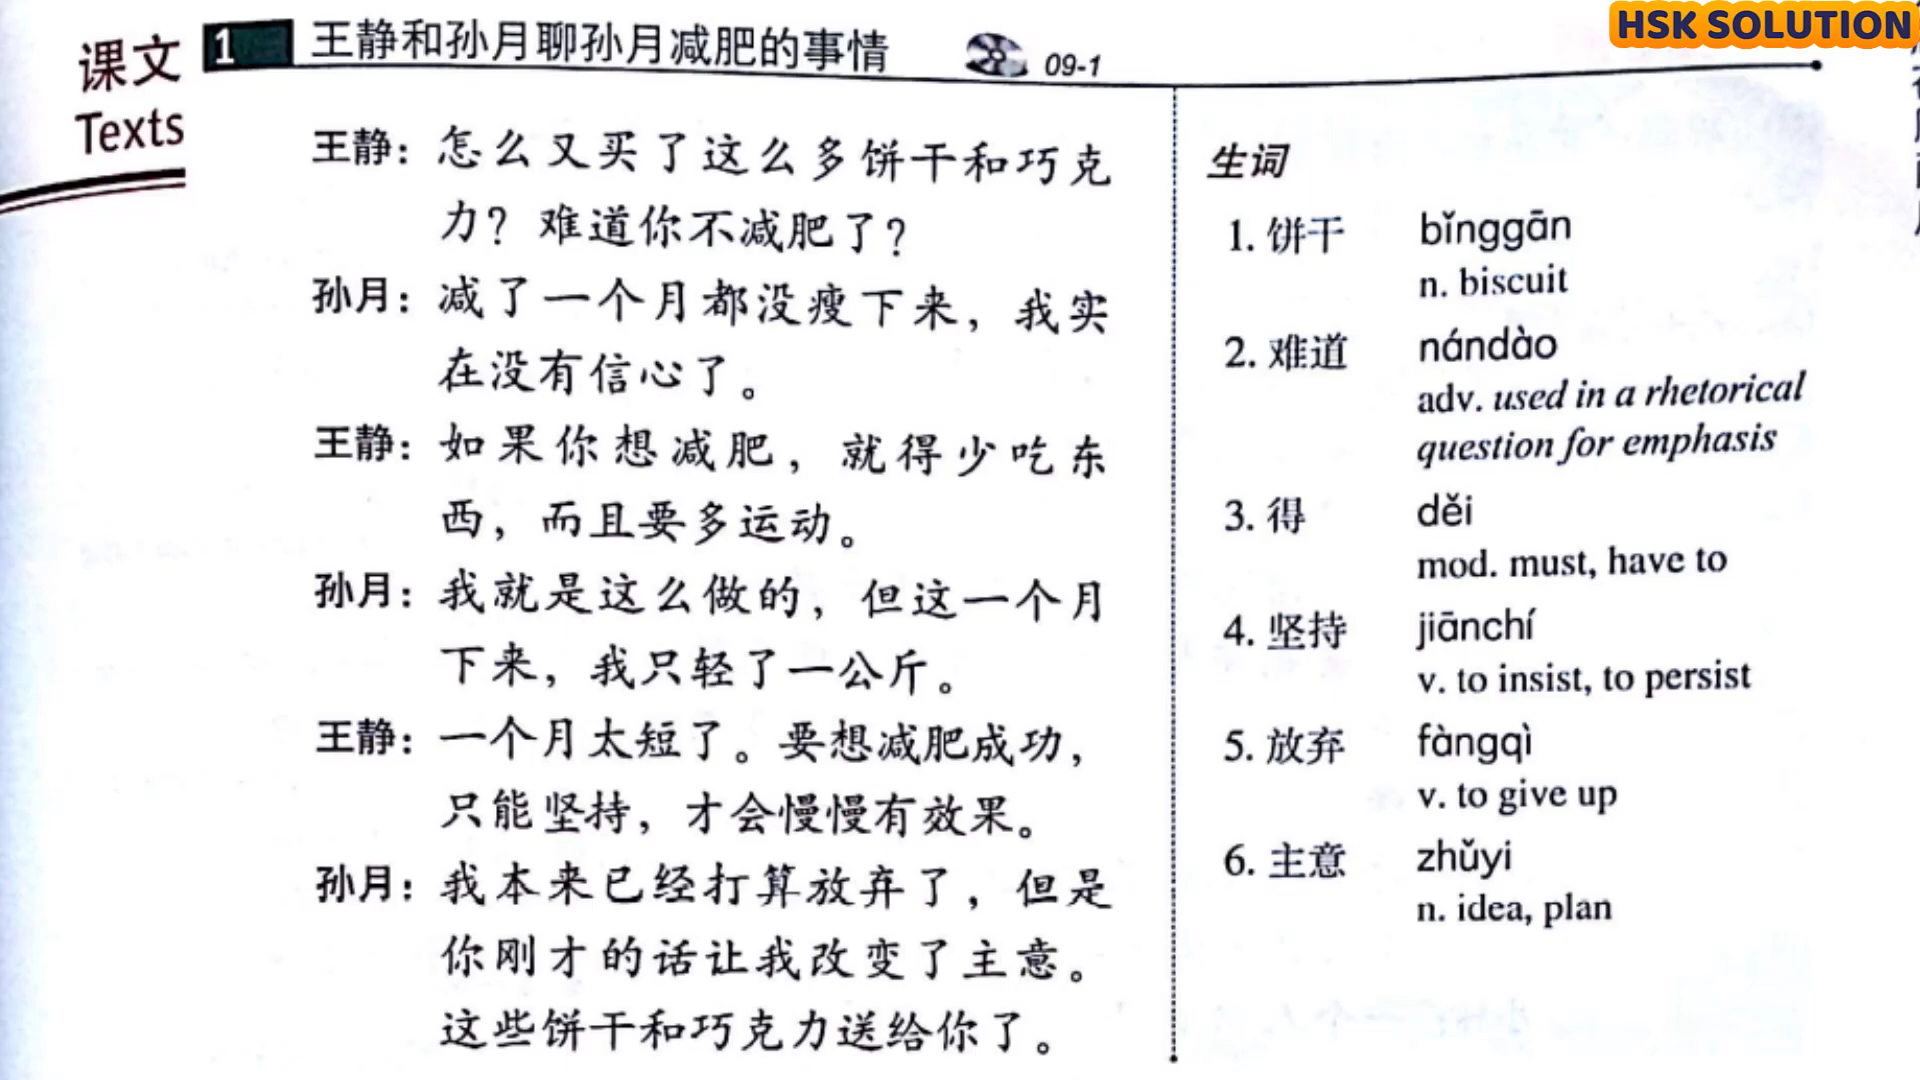 HSK SOLUTION
课文
Texts
1 王静和孙月聊孙月减肥的事情 09-1
王静：怎么又买了这么多饼干和巧克
力？难道你不减肥了？
孙月：减了一个月都没瘦下来，我实
在没有信心了。
王静：如果你想减肥，就得少吃东
西，而且要多运动。
孙月：我就是这么做的，但这一个月
下来，我只轻了一公斤。
王静：一个月太短了。要想减肥成功，
只能坚持，才会慢慢有效果。
孙月：我本来已经打算放弃了，但是
你刚才的话让我改变了主意。
这些饼干和巧克力送给你了。
生词
1. 饼干 bǐnggān
n. biscuit
2. 难道 nándào
adv. used in a rhetorical
question for emphasis
3. 得 děi
mod. must, have to
4. 坚持 jiānchí
v. to insist, to persist
5. 放弃 fàngqì
v. to give up
6. 主意 zhǔyi
n. idea, plan